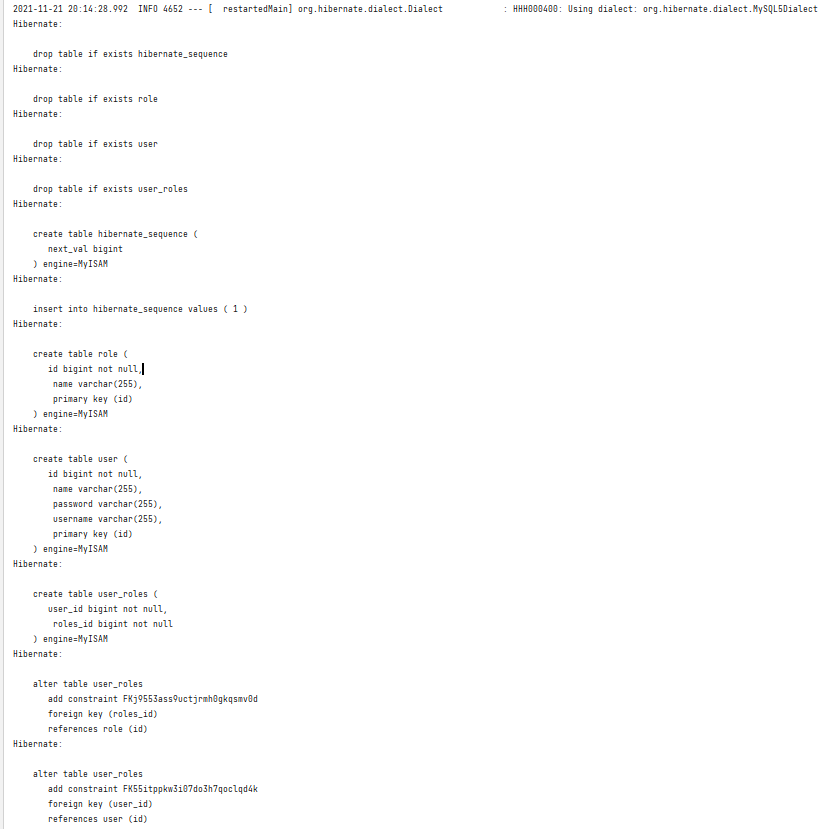 2021-11-21 20:14:28.992  INFO 4652 --- [  restartedMain] org.hibernate.dialect.Dialect            : HHH000400: Using dialect: org.hibernate.dialect.MySQL5Dialect
Hibernate:
drop table if exists hibernate_sequence
Hibernate:
drop table if exists role
Hibernate:
drop table if exists user
Hibernate:
drop table if exists user_roles
Hibernate:
create table hibernate_sequence (
next_val bigint
) engine=MyISAM
Hibernate:
insert into hibernate_sequence values ( 1 )
Hibernate:
create table role (
id bigint not null,
name varchar(255),
primary key (id)
) engine=MyISAM
Hibernate:
create table user (
id bigint not null,
name varchar(255),
password varchar(255),
username varchar(255),
primary key (id)
) engine=MyISAM
Hibernate:
create table user_roles (
user_id bigint not null,
roles_id bigint not null
) engine=MyISAM
Hibernate:
alter table user_roles
add constraint FKj9553ass9uctjrmh0gkqsmv0d
foreign key (roles_id)
references role (id)
Hibernate:
alter table user_roles
add constraint FK55itppkw3i07do3h7qoclqd4k
foreign key (user_id)
references user (id)